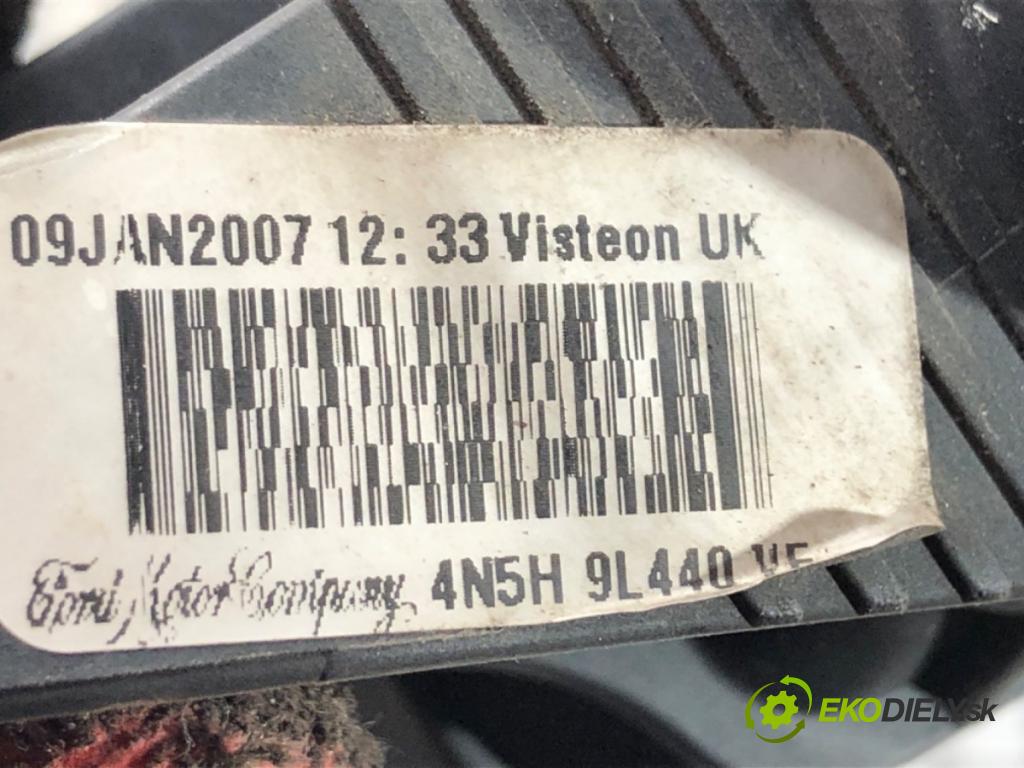 09JAN2007 12: 33 Visteon UK
Ford Motor Company 4N5H 9L440
EKODIELY.sk